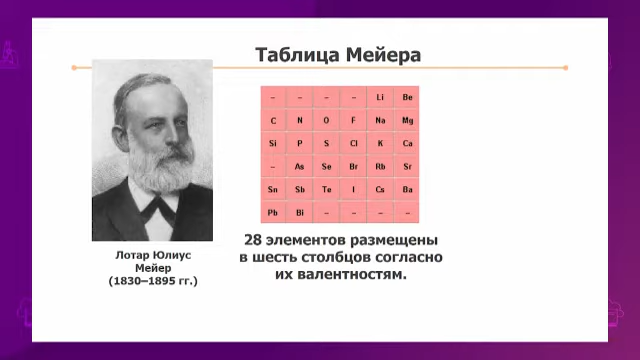 Таблица Мейера
– – – – Li Be
C N O F Na Mg
Si P S Cl K Ca
– As Se Br Rb Sr
Sn Sb Te I Cs Ba
Pb Bi – – – –
Лотар Юлиус
Мейер
(1830–1895 гг.)
28 элементов размещены
в шесть столбцов согласно
их валентностям.